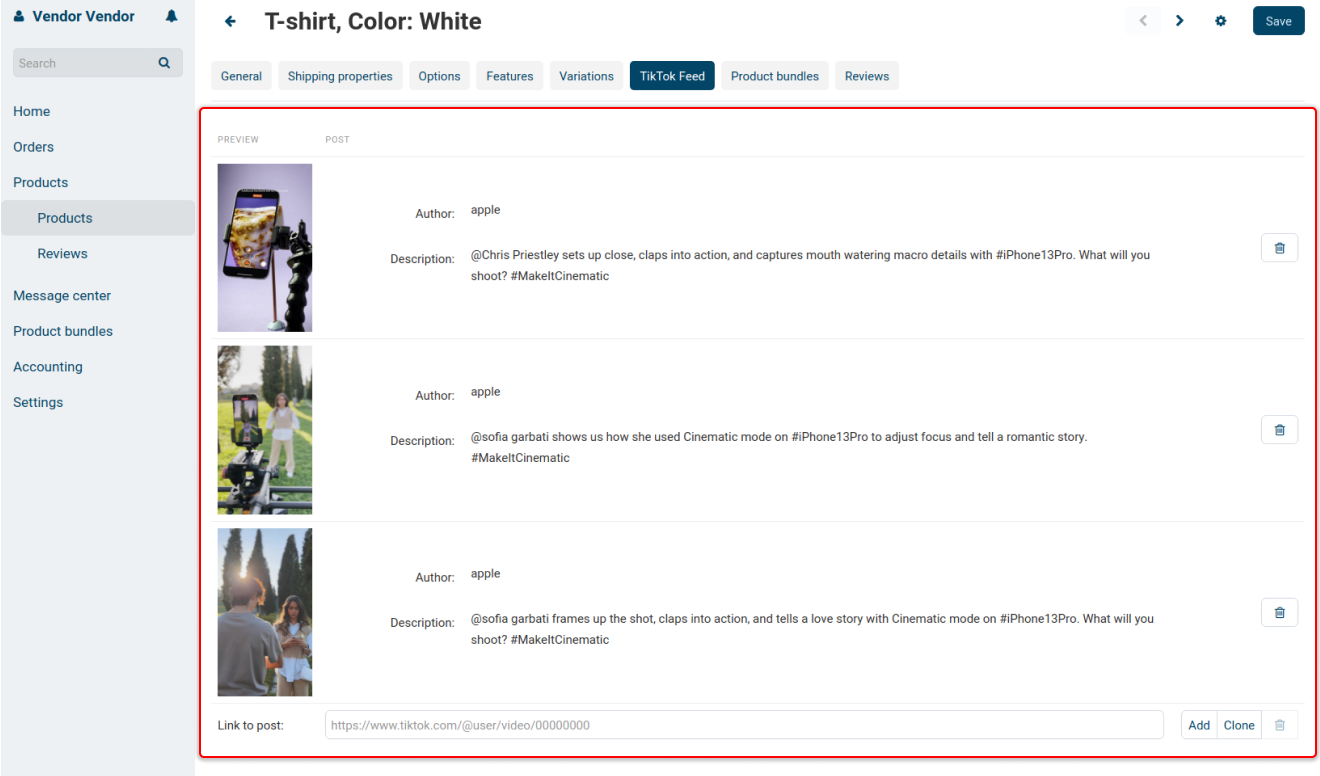 Vendor Vendor
T-shirt, Color: White
Save
Search
General
Shipping properties
Options
Features
Variations
TikTok Feed
Product bundles
Reviews
Home
Orders
Products
Products
Reviews
Message center
Product bundles
Accounting
Settings
PREVIEW
POST
Author:
apple
Description:
@Chris Priestley sets up close, claps into action, and captures mouth watering macro details with #iPhone13Pro. What will you
shoot? #MakeItCinematic
Author:
apple
Description:
@sofia garbati shows us how she used Cinematic mode on #iPhone13Pro to adjust focus and tell a romantic story.
#MakeItCinematic
Author:
apple
Description:
@sofia garbati frames up the shot, claps into action, and tells a love story with Cinematic mode on #iPhone13Pro. What will you
shoot? #MakeItCinematic
Link to post:
https://www.tiktok.com/@user/video/00000000
Add
Clone